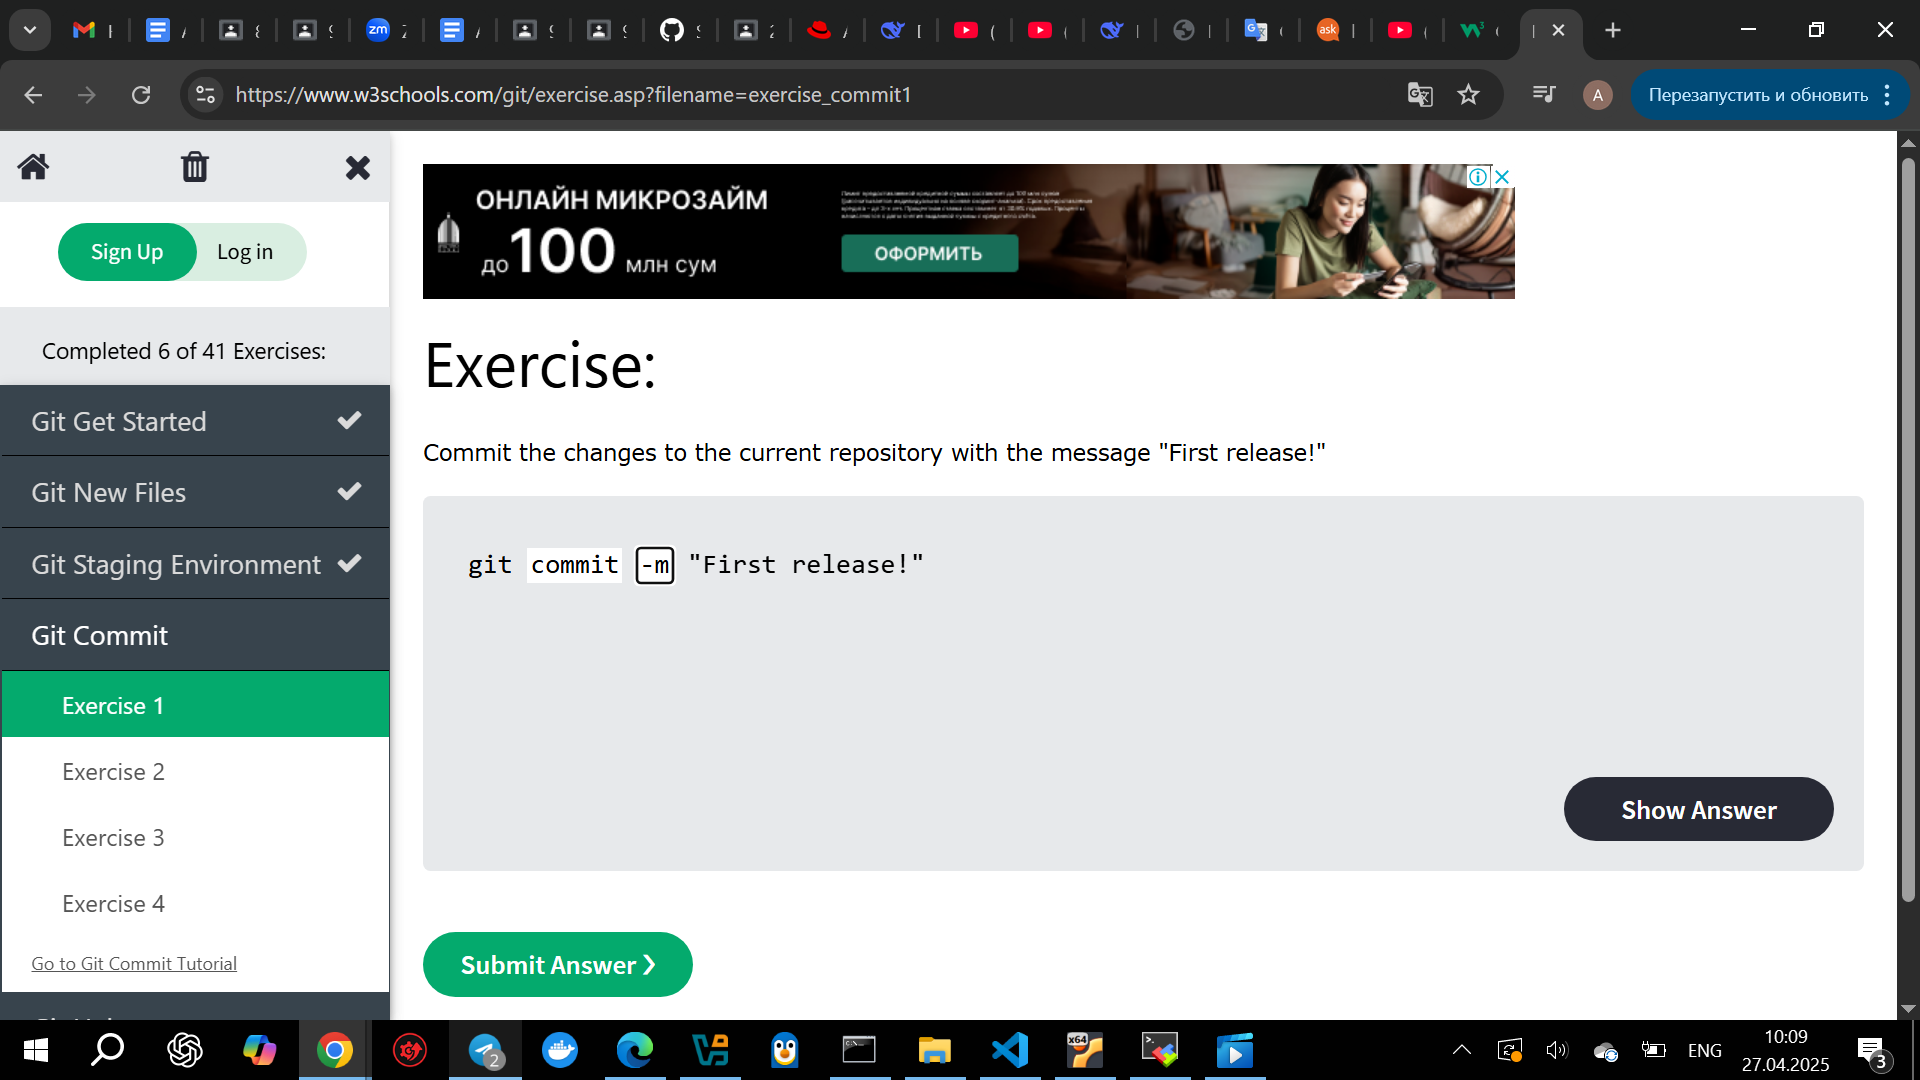 https://www.w3schools.com/git/exercise.asp?filename=exercise_commit1
A
Перезапустить и обновить
Sign Up
Log in
Completed 6 of 41 Exercises:
Git Get Started
Git New Files
Git Staging Environment
Git Commit
Exercise 1
Exercise 2
Exercise 3
Exercise 4
Go to Git Commit Tutorial
ОНЛАЙН МИКРОЗАЙМ
до 100 млн сум
ОФОРМИТЬ
Exercise:
Commit the changes to the current repository with the message "First release!"
git commit -m "First release!"
Show Answer
Submit Answer ❯
2
ENG
10:09
27.04.2025
3